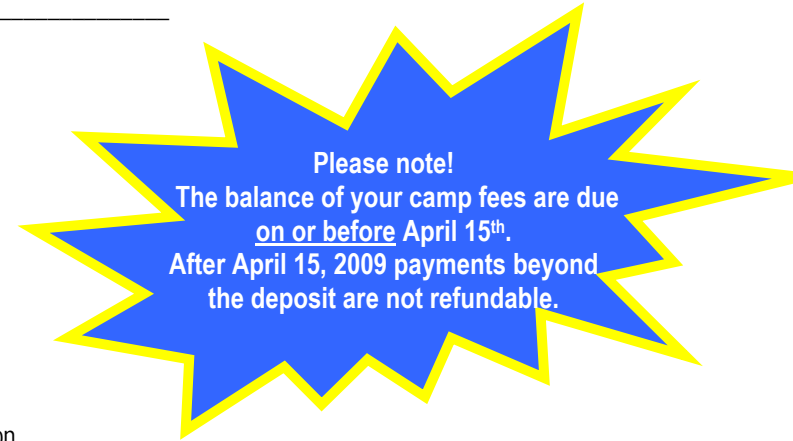 Please note!
The balance of your camp fees are due
on or before April 15th.
After April 15, 2009 payments beyond
the deposit are not refundable.